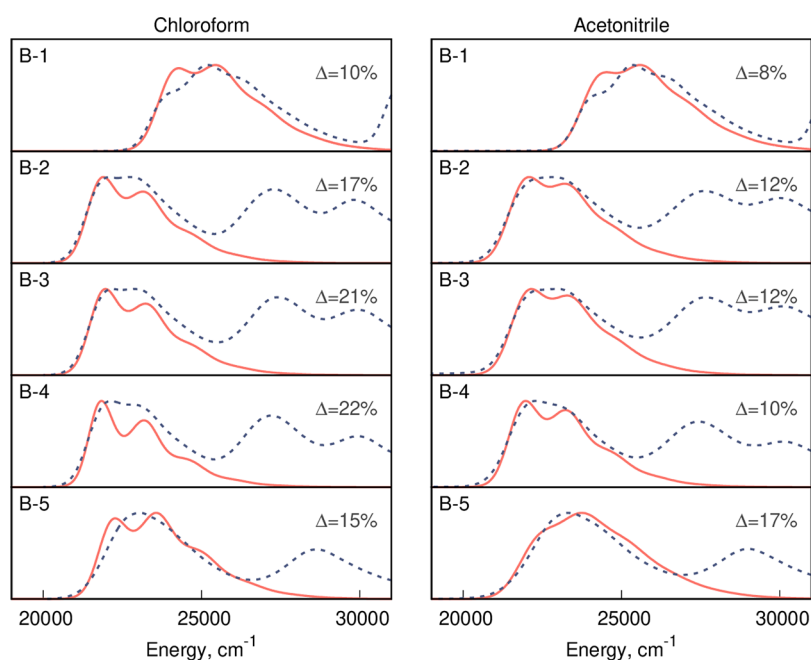 Chloroform
B-1
Δ=10%
B-2
Δ=17%
B-3
Δ=21%
B-4
Δ=22%
B-5
Δ=15%
20000 25000 30000
Energy, cm-1
Acetonitrile
B-1
Δ=8%
B-2
Δ=12%
B-3
Δ=12%
B-4
Δ=10%
B-5
Δ=17%
20000 25000 30000
Energy, cm-1